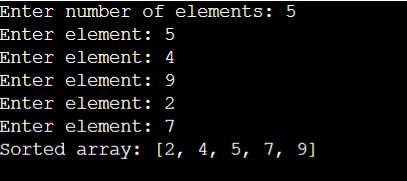 Enter number of elements: 5
Enter element: 5
Enter element: 4
Enter element: 9
Enter element: 2
Enter element: 7
Sorted array: [2, 4, 5, 7, 9]